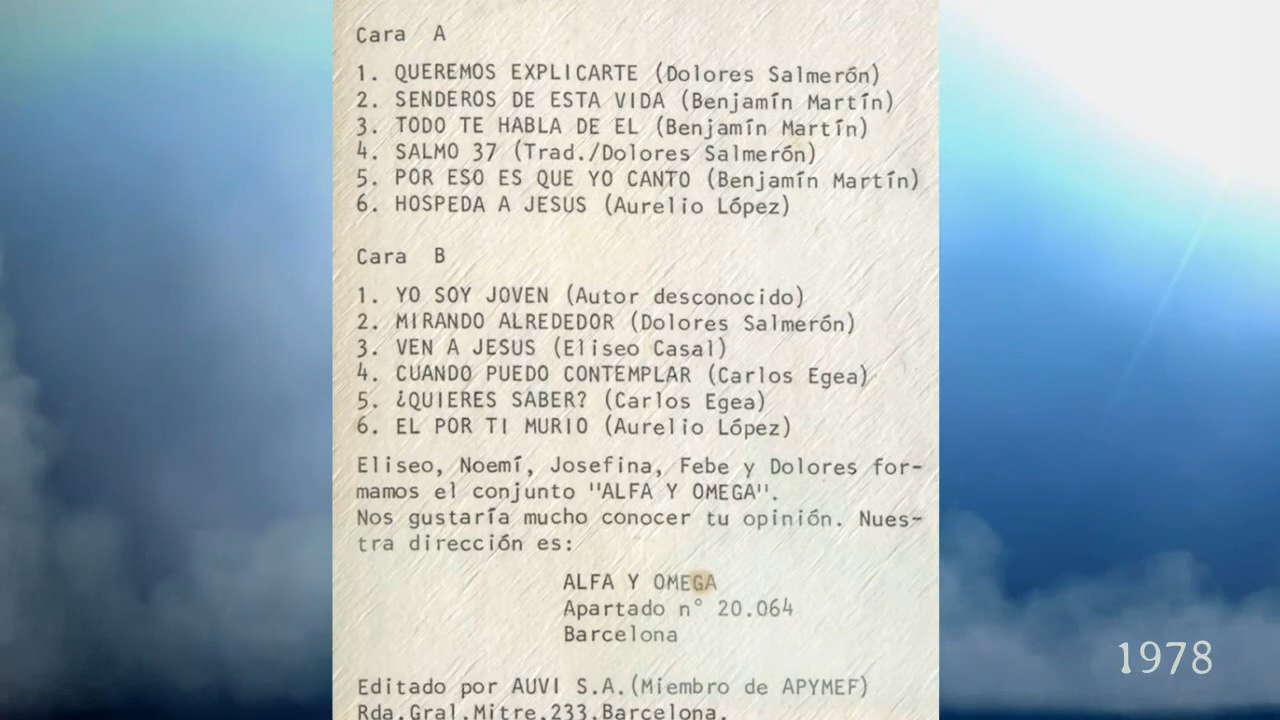 Cara A
1. QUEREMOS EXPLICARTE (Dolores Salmerón)
2. SENDEROS DE ESTA VIDA (Benjamín Martín)
3. TODO TE HABLA DE EL (Benjamín Martín)
4. SALMO 37 (Trad./Dolores Salmerón)
5. POR ESO ES QUE YO CANTO (Benjamín Martín)
6. HOSPEDA A JESUS (Aurelio López)
Cara B
1. YO SOY JOVEN (Autor desconocido)
2. MIRANDO ALREDEDOR (Dolores Salmerón)
3. VEN A JESUS (Eliseo Casal)
4. CUANDO PUEDO CONTEMPLAR (Carlos Egea)
5. ¿QUIERES SABER? (Carlos Egea)
6. EL POR TI MURIO (Aurelio López)
Eliseo, Noemí, Josefina, Febe y Dolores for-
mamos el conjunto "ALFA Y OMEGA".
Nos gustaría mucho conocer tu opinión. Nues-
tra dirección es:
ALFA Y OMEGA
Apartado n° 20.064
Barcelona
Editado por AUVI S.A.(Miembro de APYMEF)
Rda.Gral.Mitre,233.Barcelona.
1978